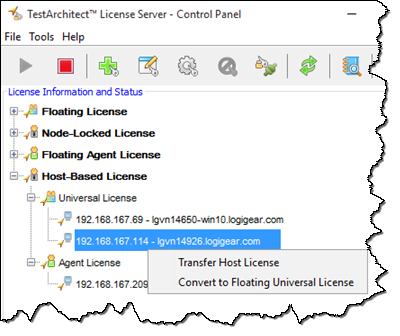 TestArchitect™ License Server - Control Panel
File Tools Help
License Information and Status
Floating License
Node-Locked License
Floating Agent License
Host-Based License
Universal License
192.168.167.69 - lgvn14650-win10.logigear.com
192.168.167.114 - lgvn14926.logigear.com
Transfer Host License
Agent License
Convert to Floating Universal License
192.168.167.209